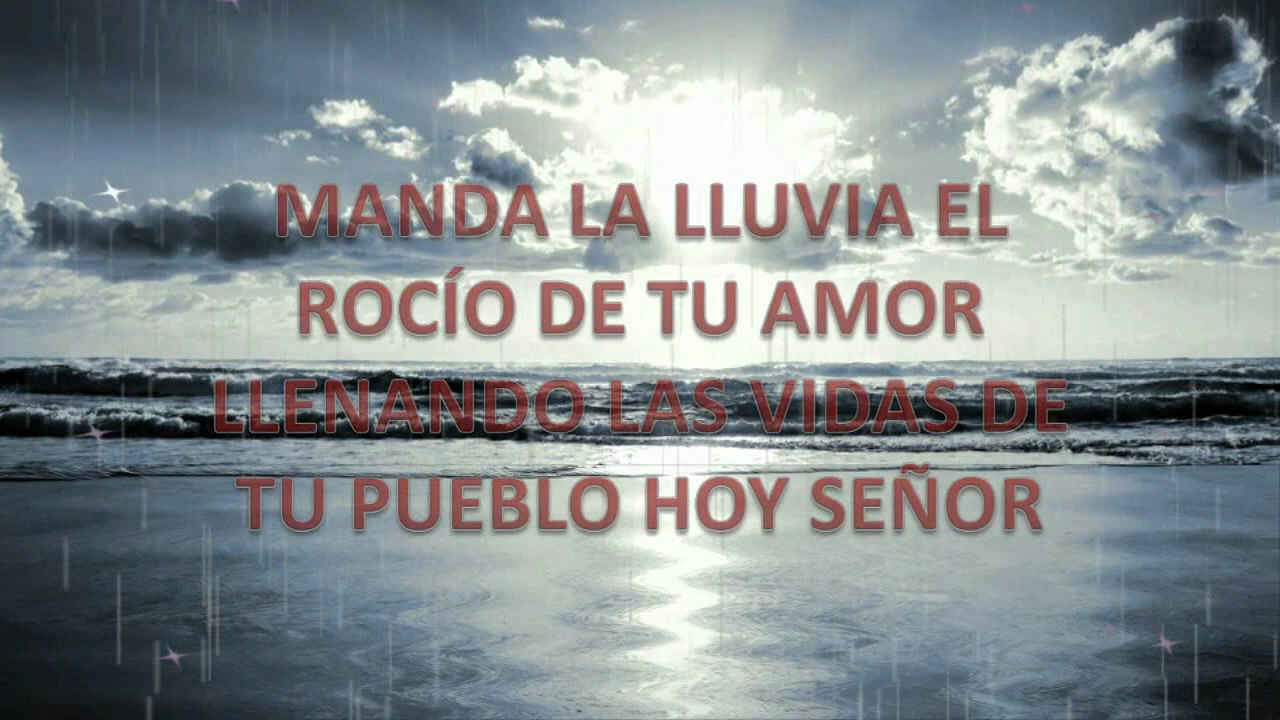 MANDA LA LLUVIA EL
ROCÍO DE TU AMOR
LLENANDO LAS VIDAS DE
TU PUEBLO HOY SEÑOR